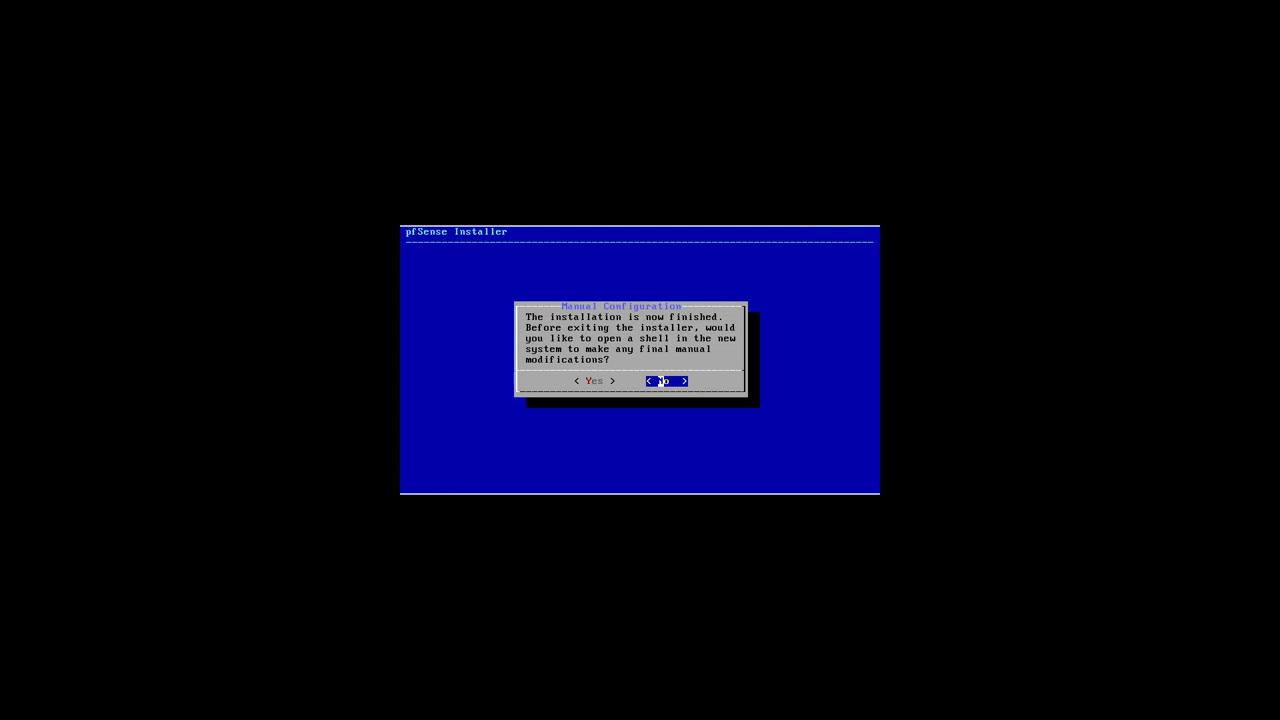 pfSense Installer
Manual Configuration
The installation is now finished.
Before exiting the installer, would
you like to open a shell in the new
system to make any final manual
modifications?
< Yes > < No >